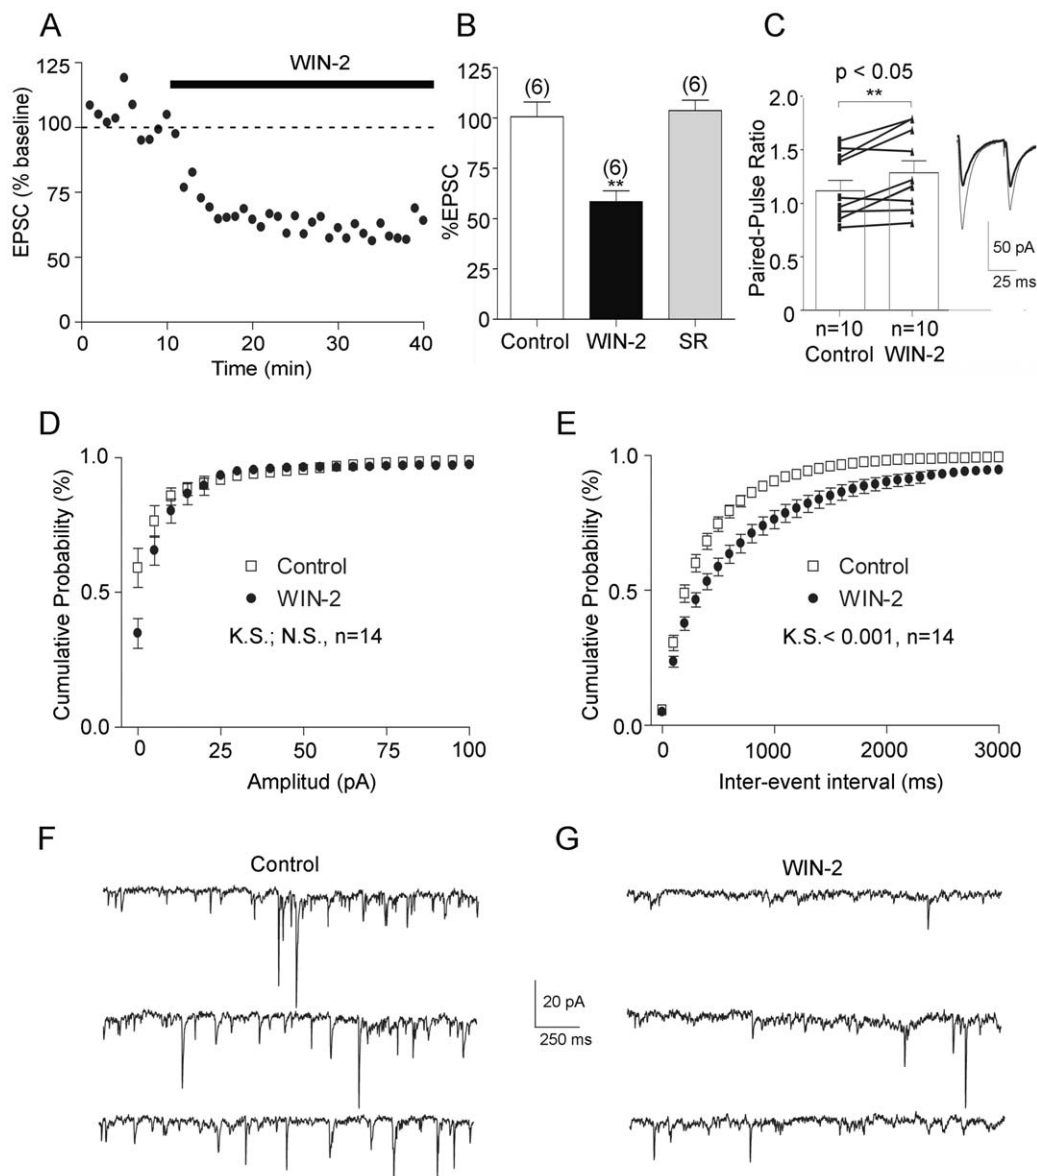 A
WIN-2
EPSC (% baseline)
125
100
75
50
0
0
10
20
30
40
Time (min)
B
%EPSC
125
100
75
50
25
0
(6)
(6)
**
(6)
Control
WIN-2
SR
C
p < 0.05
**
Paired-Pulse Ratio
2.0
1.5
1.0
0.5
0
n=10
n=10
Control
WIN-2
50 pA
25 ms
D
Cumulative Probability (%)
1.0
0.5
0.0
Control
WIN-2
K.S.; N.S., n=14
0
25
50
75
100
Amplitud (pA)
E
Cumulative Probability (%)
1.0
0.5
0.0
Control
WIN-2
K.S.< 0.001, n=14
0
1000
2000
3000
Inter-event interval (ms)
F
Control
20 pA
250 ms
G
WIN-2